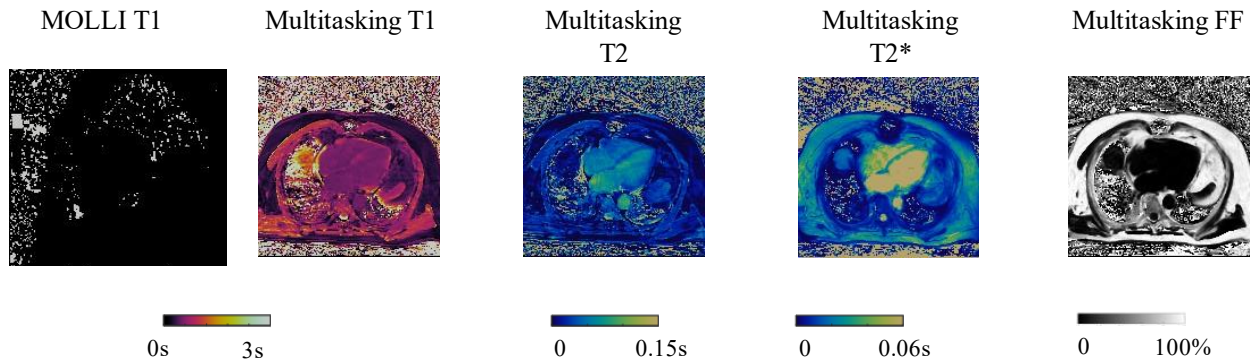 MOLLI T1
Multitasking T1
Multitasking
T2
Multitasking
T2*
Multitasking FF
0s
3s
0
0.15s
0
0.06s
0
100%